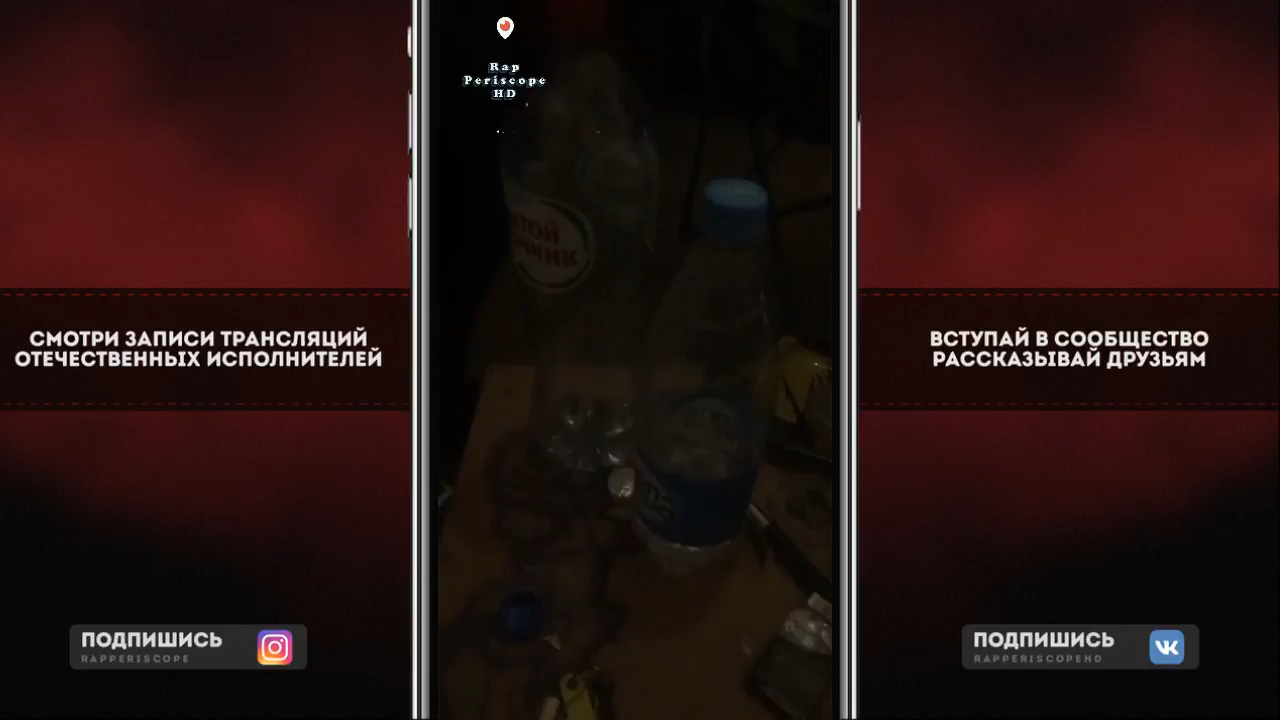 Rap
Periscope
HD
СМОТРИ ЗАПИСИ ТРАНСЛЯЦИЙ
ОТЕЧЕСТВЕННЫХ ИСПОЛНИТЕЛЕЙ
ВСТУПАЙ В СООБЩЕСТВО
РАССКАЗЫВАЙ ДРУЗЬЯМ
ПОДПИШИСЬ
RAPPERISCOPE
ПОДПИШИСЬ
RAPPERISCOPEHD